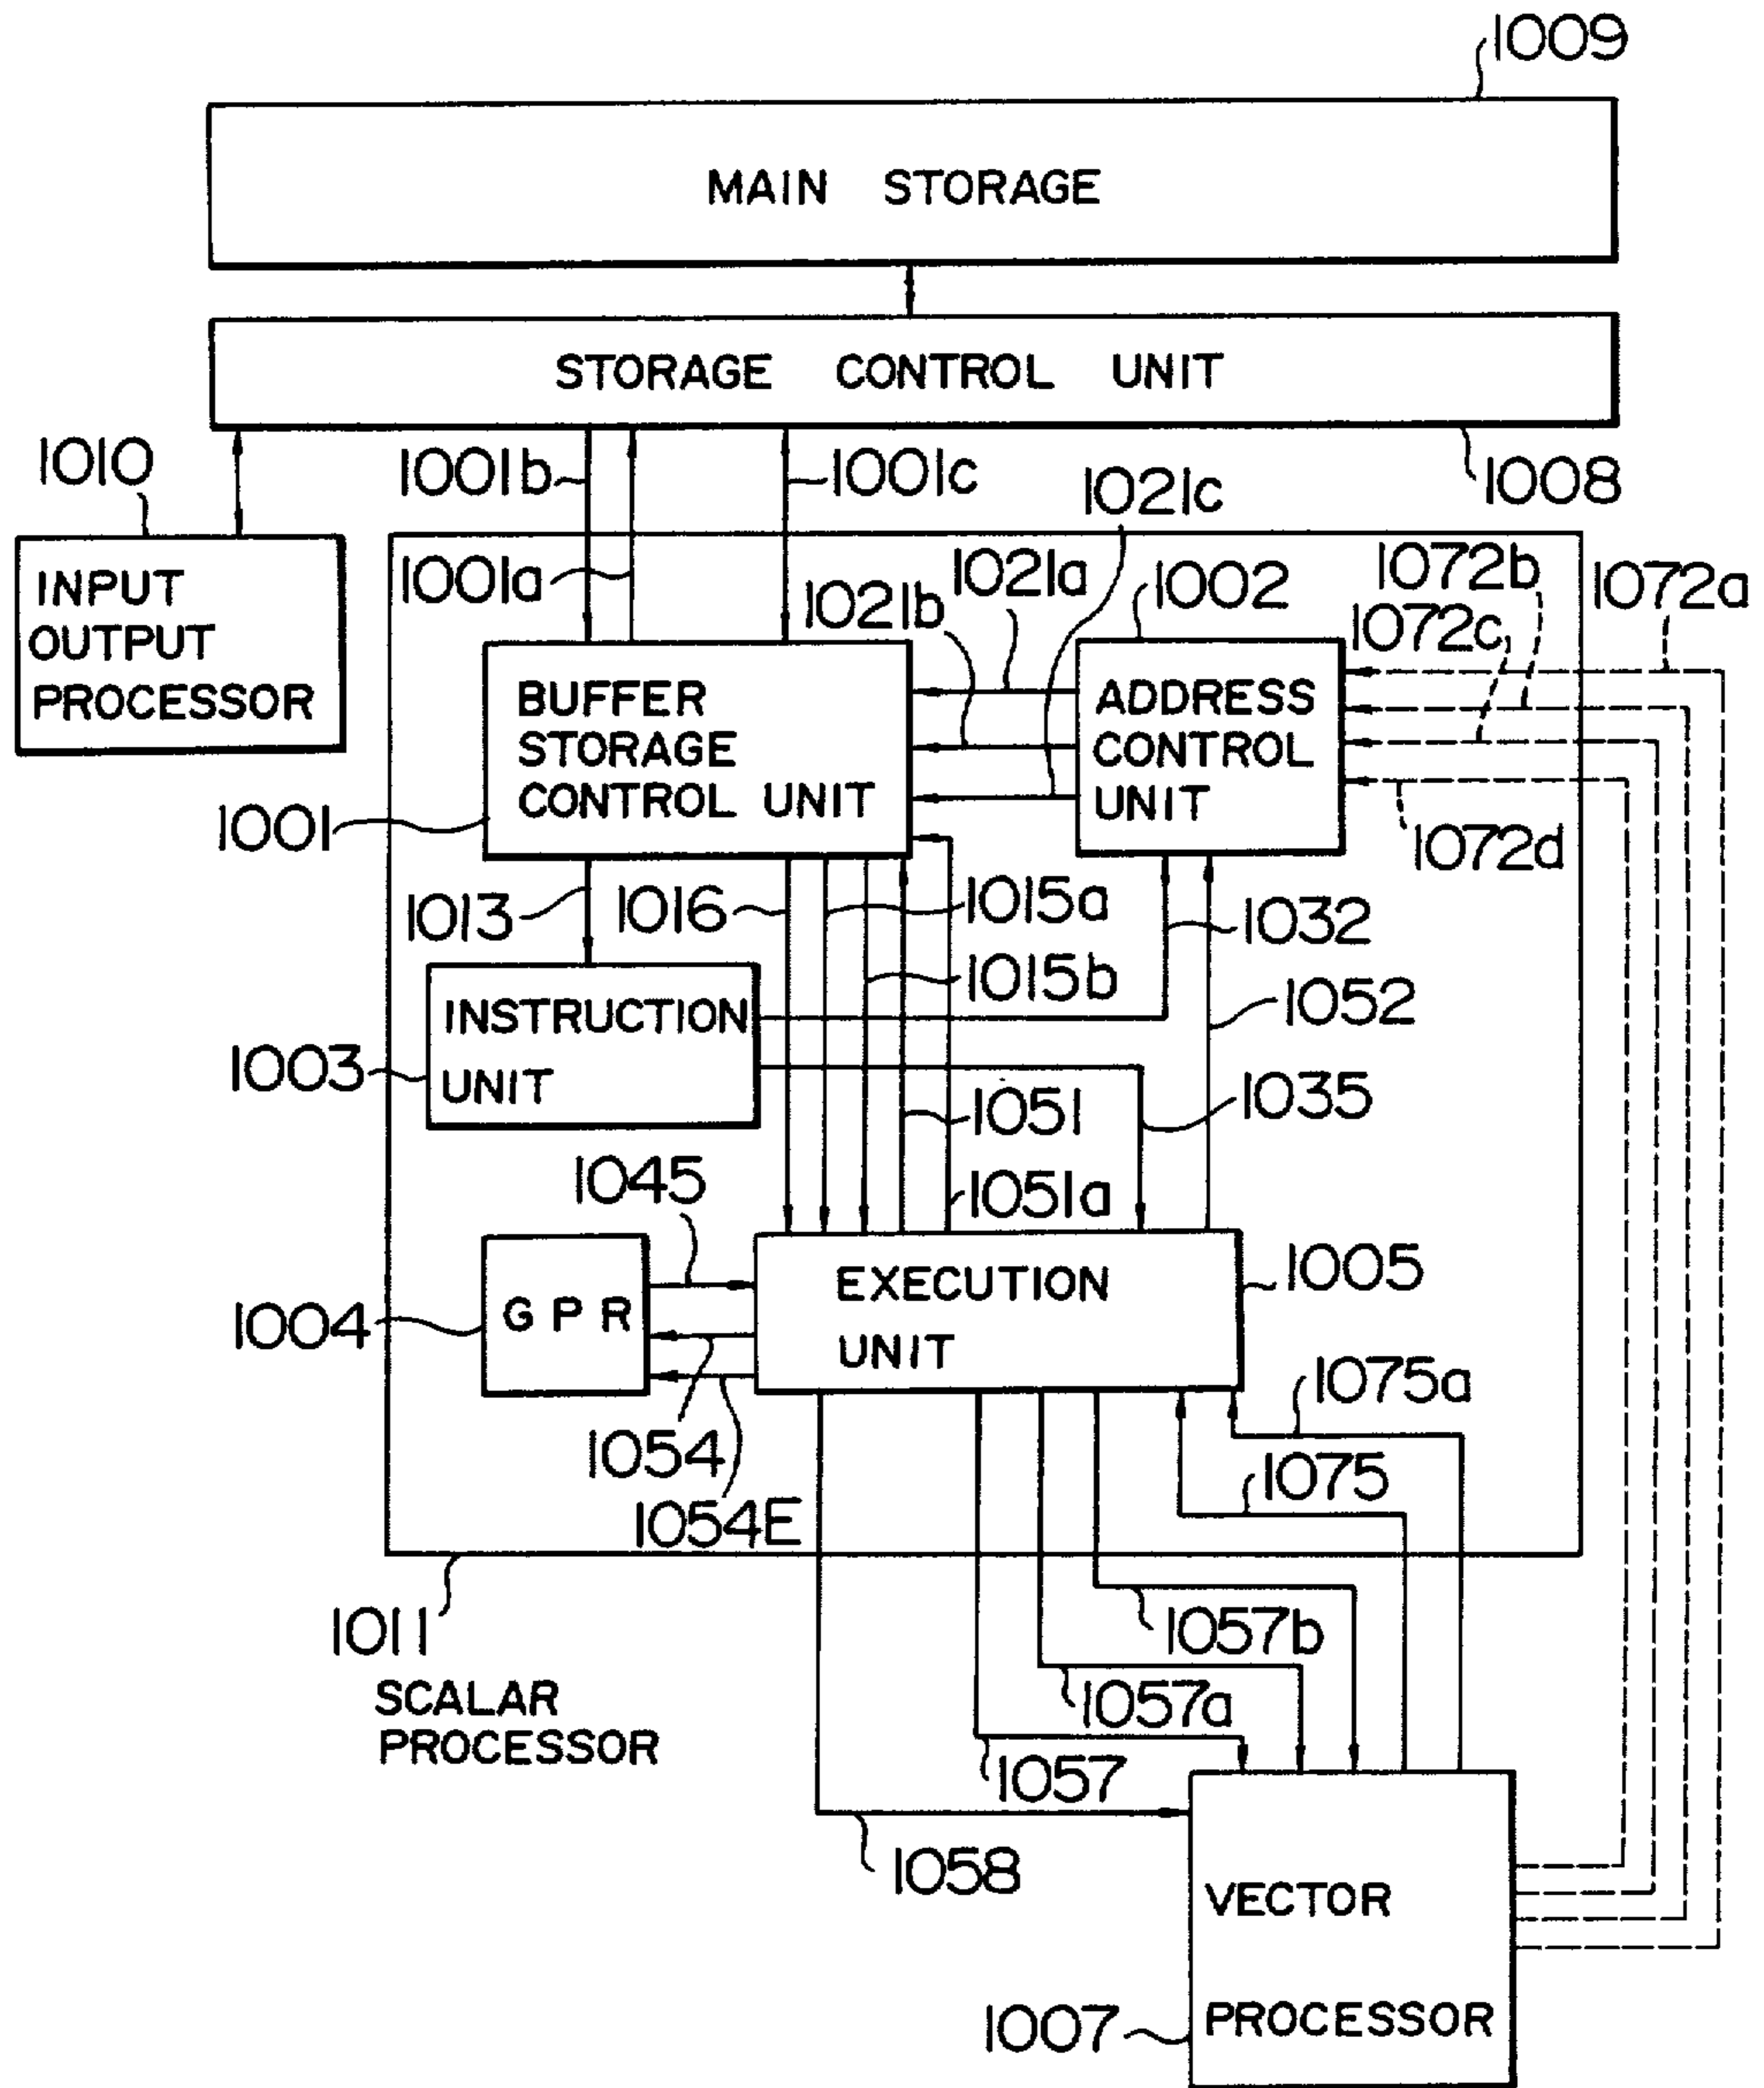 1009
MAIN STORAGE
STORAGE CONTROL UNIT
1010
1001b
1001c
1021c
1008
INPUT
OUTPUT
PROCESSOR
1001a
1021b
1021a
1002
1072b
1072c
1072a
BUFFER
STORAGE
CONTROL UNIT
ADDRESS
CONTROL
UNIT
1001
1072d
1013
1016
1015a
1032
1015b
1052
INSTRUCTION
UNIT
1003
1051
1035
1045
1051a
GPR
EXECUTION
UNIT
1005
1004
1075a
1054
1075
1054E
1011
SCALAR
PROCESSOR
1057b
1057a
1057
1058
VECTOR
PROCESSOR
1007